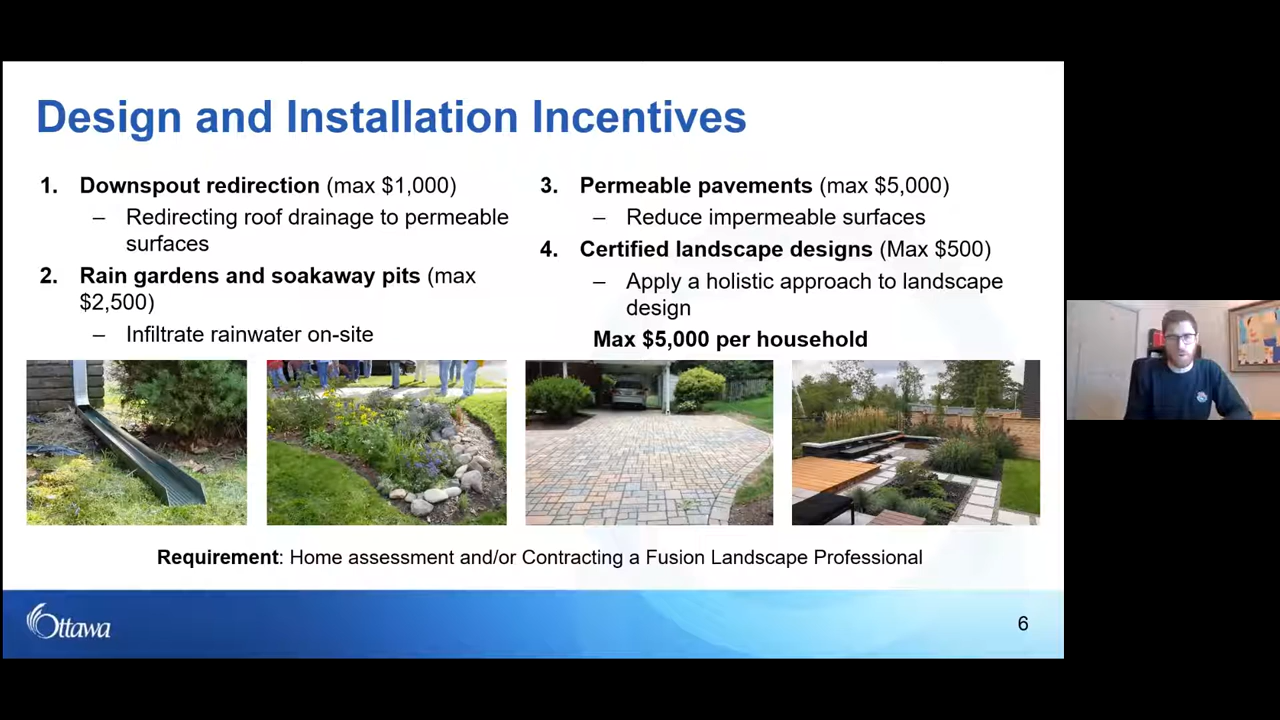 Design and Installation Incentives
1. Downspout redirection (max $1,000)
– Redirecting roof drainage to permeable
surfaces
2. Rain gardens and soakaway pits (max
$2,500)
– Infiltrate rainwater on-site
3. Permeable pavements (max $5,000)
– Reduce impermeable surfaces
4. Certified landscape designs (Max $500)
– Apply a holistic approach to landscape
design
Max $5,000 per household
Requirement: Home assessment and/or Contracting a Fusion Landscape Professional
Ottawa
6